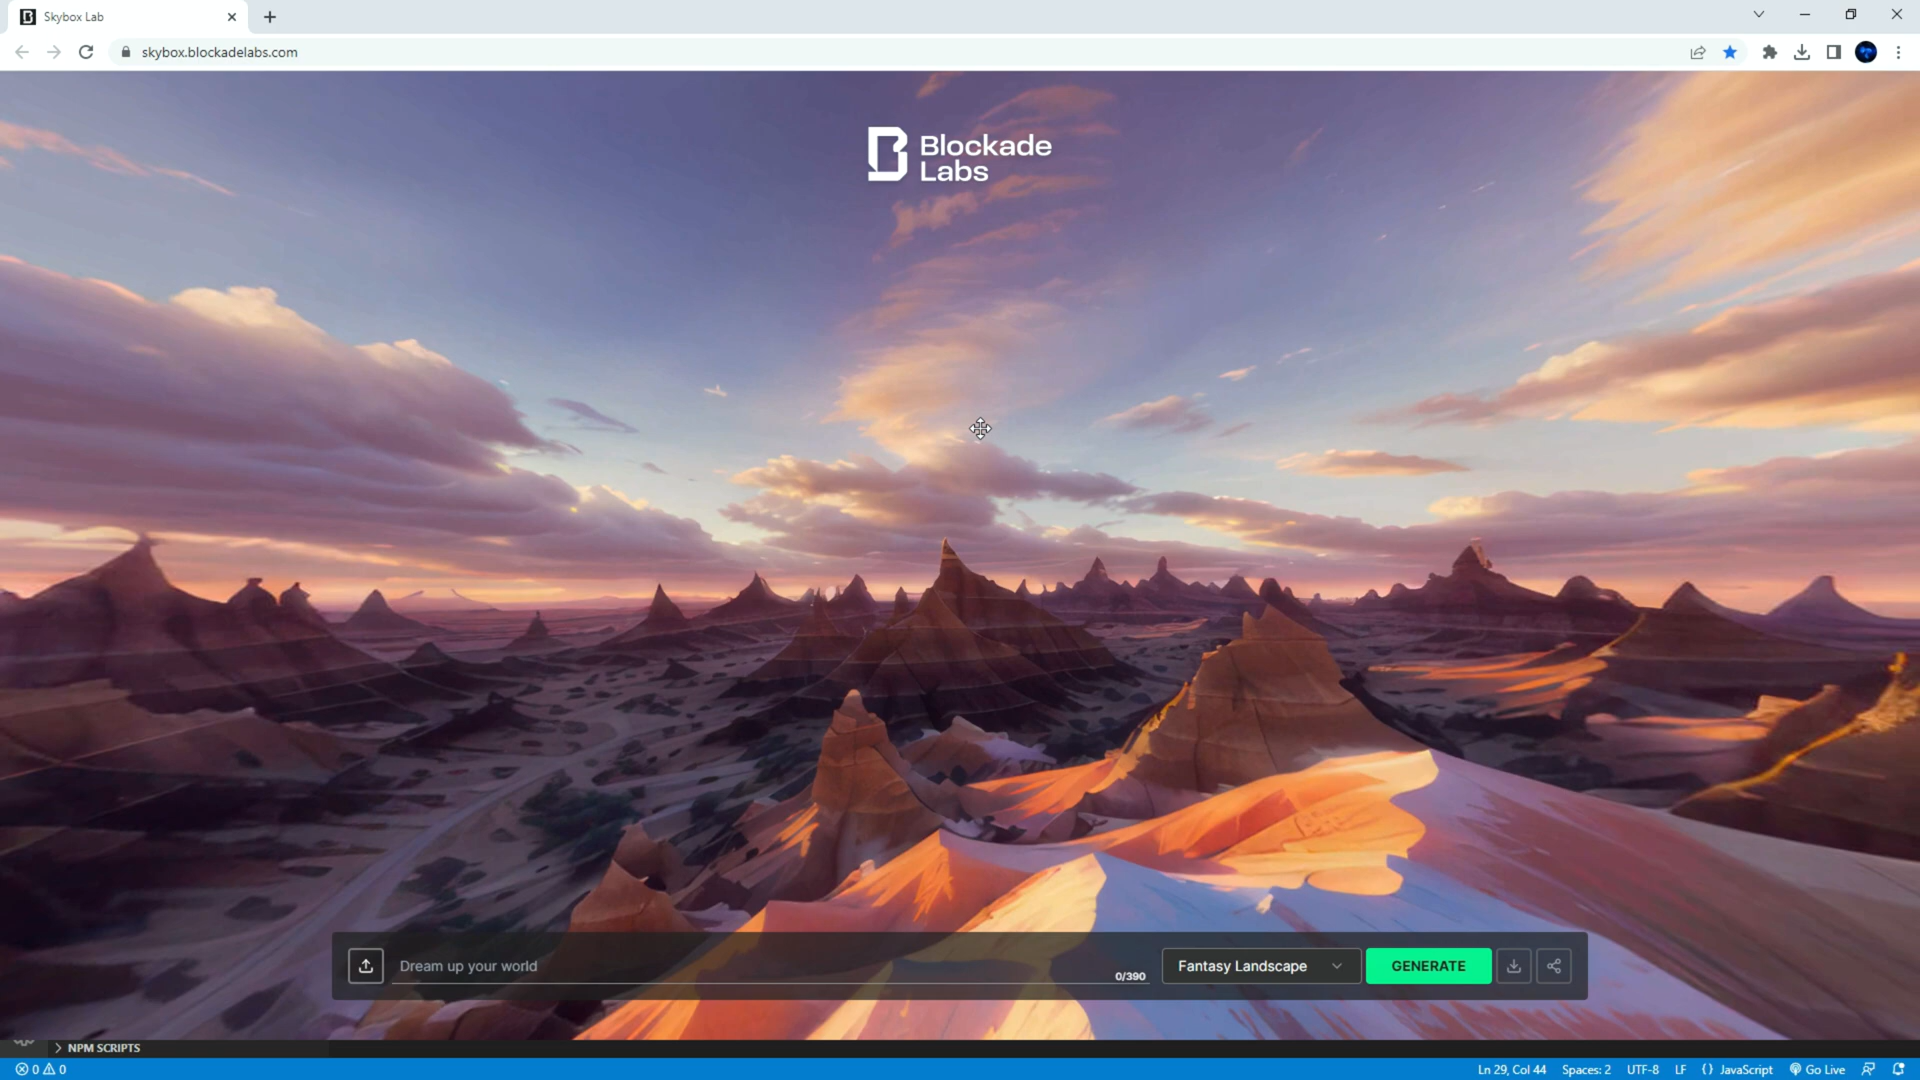 Skybox Lab
skybox.blockadelabs.com
Blockade
Labs
Dream up your world
0/390
Fantasy Landscape
GENERATE
NPM SCRIPTS
0 0
Ln 29, Col 44 Spaces: 2 UTF-8 LF {} JavaScript Go Live